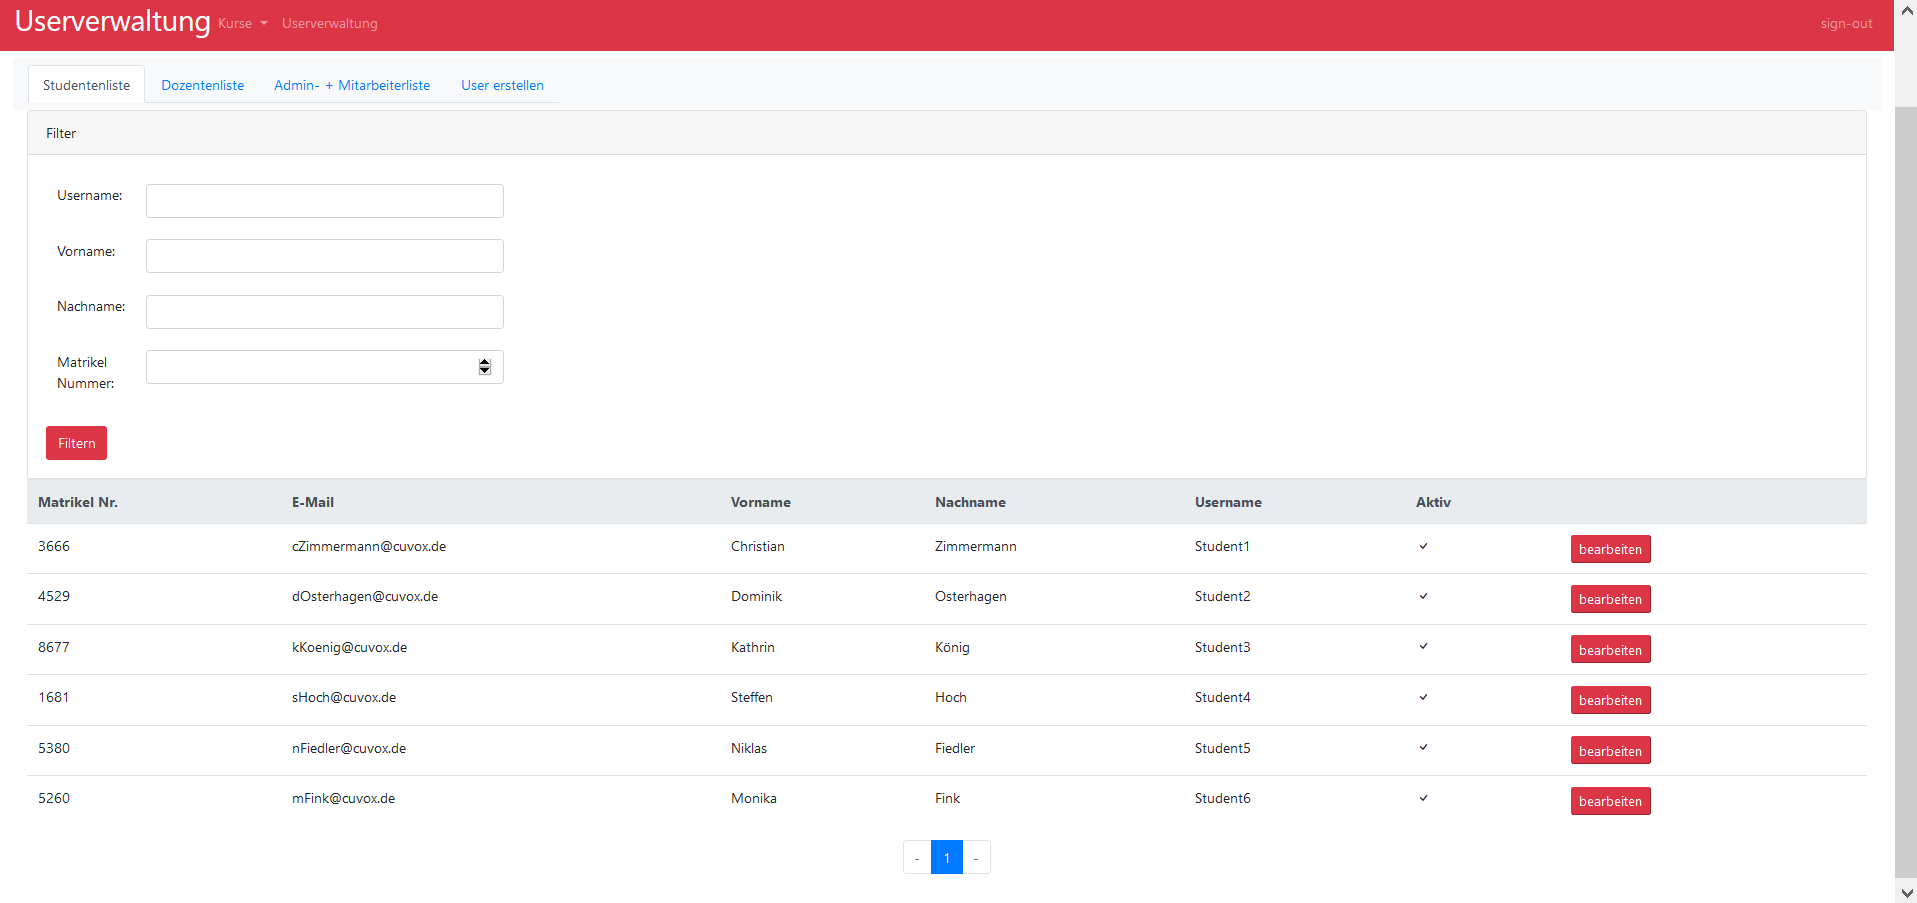 Userverwaltung Kurse Userverwaltung sign-out
Studentenliste Dozentenliste Admin- + Mitarbeiterliste User erstellen
Filter
Username:
Vorname:
Nachname:
Matrikel
Nummer:
Filtern
Matrikel Nr. E-Mail Vorname Nachname Username Aktiv
3666 cZimmermann@cuvox.de Christian Zimmermann Student1 ✓ bearbeiten
4529 dOsterhagen@cuvox.de Dominik Osterhagen Student2 ✓ bearbeiten
8677 kKoenig@cuvox.de Kathrin König Student3 ✓ bearbeiten
1681 sHoch@cuvox.de Steffen Hoch Student4 ✓ bearbeiten
5380 nFiedler@cuvox.de Niklas Fiedler Student5 ✓ bearbeiten
5260 mFink@cuvox.de Monika Fink Student6 ✓ bearbeiten
- 1 -